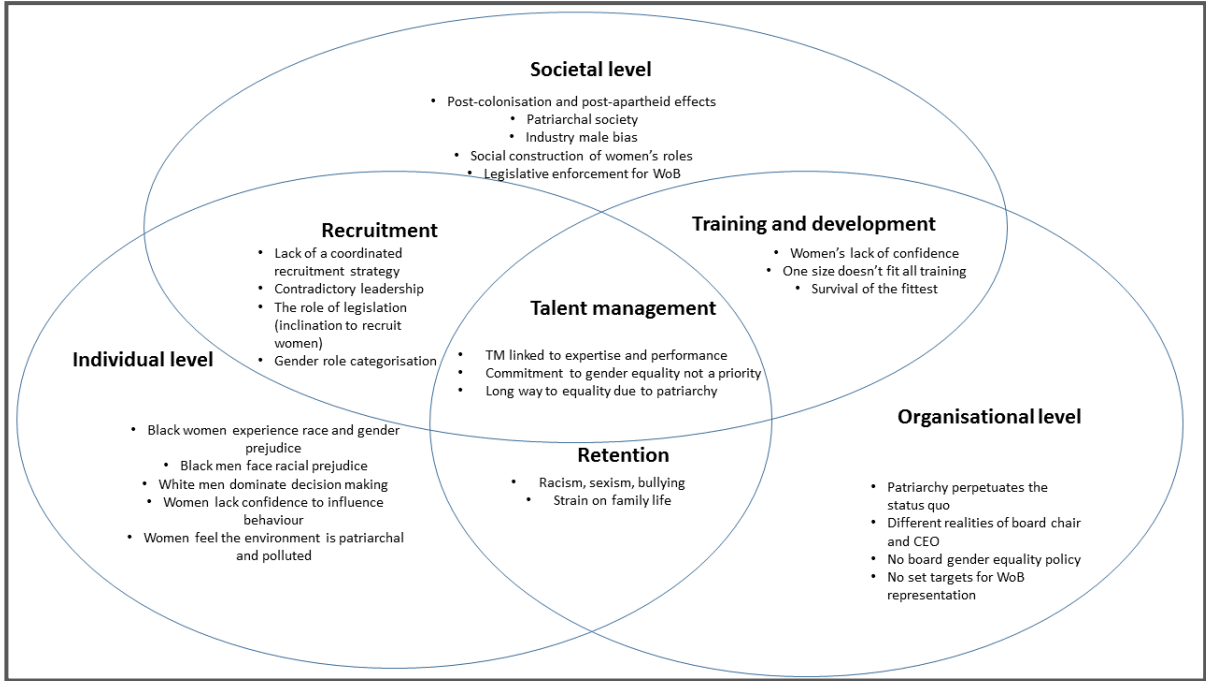 Societal level
• Post-colonisation and post-apartheid effects
• Patriarchal society
• Industry male bias
• Social construction of women's roles
• Legislative enforcement for WoB
Recruitment
• Lack of a coordinated
recruitment strategy
• Contradictory leadership
• The role of legislation
(inclination to recruit
women)
• Gender role categorisation
Training and development
• Women's lack of confidence
• One size doesn't fit all training
• Survival of the fittest
Talent management
• TM linked to expertise and performance
• Commitment to gender equality not a priority
• Long way to equality due to patriarchy
Individual level
• Black women experience race and gender
prejudice
• Black men face racial prejudice
• White men dominate decision making
• Women lack confidence to influence
behaviour
• Women feel the environment is patriarchal
and polluted
Retention
• Racism, sexism, bullying
• Strain on family life
Organisational level
• Patriarchy perpetuates the
status quo
• Different realities of board chair
and CEO
• No board gender equality policy
• No set targets for WoB
representation